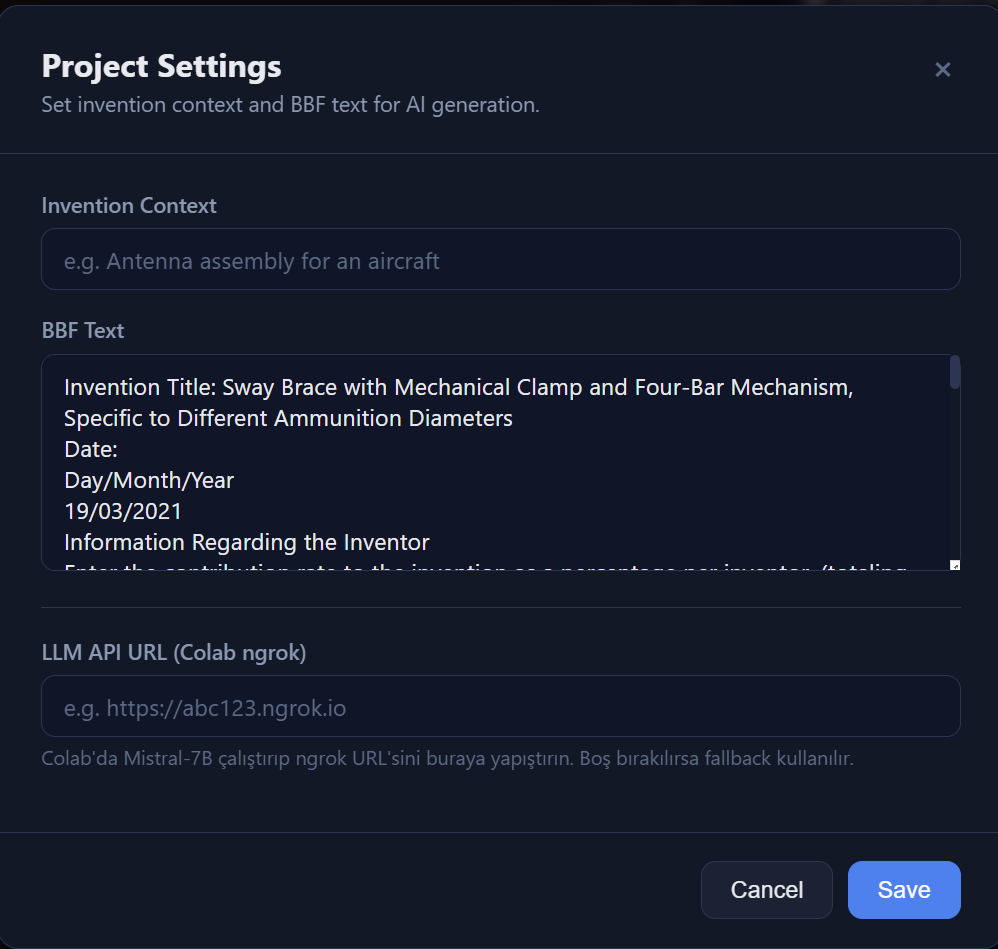 Project Settings
Set invention context and BBF text for AI generation.
Invention Context
e.g. Antenna assembly for an aircraft
BBF Text
Invention Title: Sway Brace with Mechanical Clamp and Four-Bar Mechanism,
Specific to Different Ammunition Diameters
Date:
Day/Month/Year
19/03/2021
Information Regarding the Inventor
Enter the contribution rate to the invention as a percentage per inventor. (totaling
LLM API URL (Colab ngrok)
e.g. https://abc123.ngrok.io
Colab'da Mistral-7B çalıştırıp ngrok URL'sini buraya yapıştırın. Boş bırakılırsa fallback kullanılır.
Cancel
Save